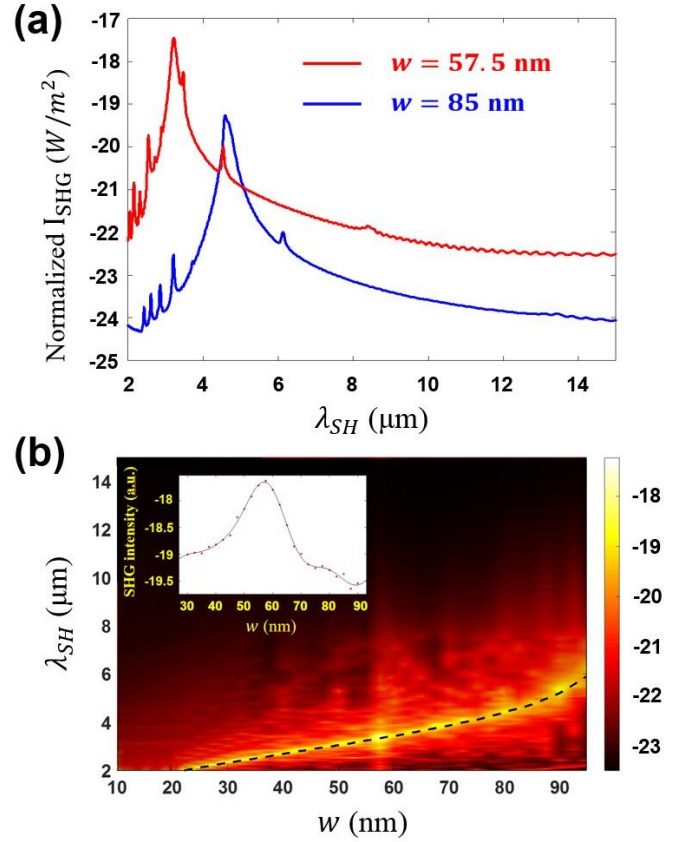 (a)
-17
-18
-19
-20
-21
-22
-23
-24
-25
Normalized I_SHG (W/m²)
w = 57.5 nm
w = 85 nm
2 4 6 8 10 12 14
λ_SH (μm)
(b)
14
12
10
8
6
4
2
λ_SH (μm)
SHG intensity (a.u.)
-18
-18.5
-19
-19.5
30 40 50 60 70 80 90
w (nm)
-18
-19
-20
-21
-22
-23
10 20 30 40 50 60 70 80 90
w (nm)